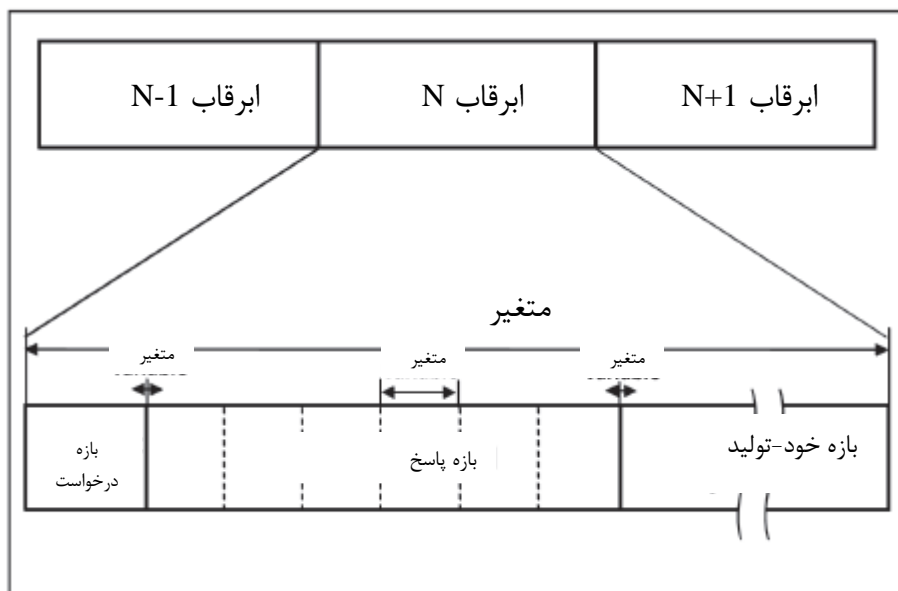 ابرقاب N-1
ابرقاب N
ابرقاب N+1
متغیر
متغیر
متغیر
متغیر
بازه
درخواست
بازه پاسخ
بازه خود-تولید